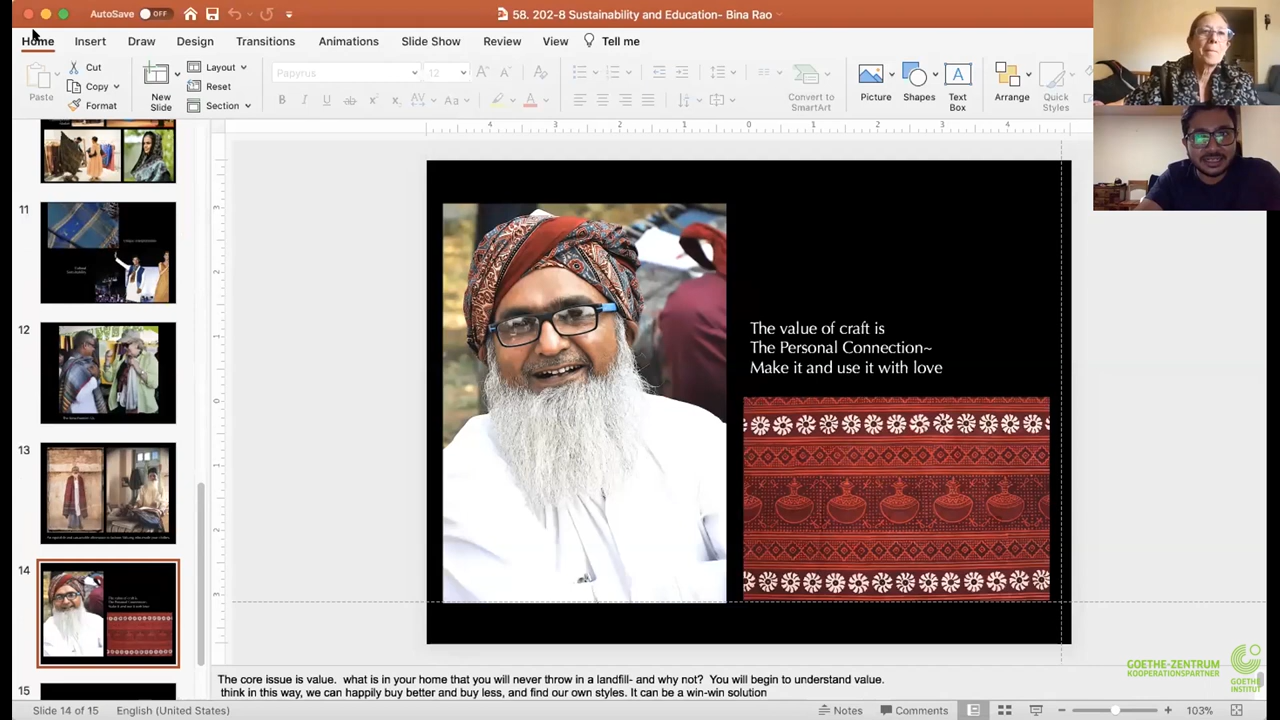 AutoSave OFF
58. 202-8 Sustainability and Education- Bina Rao
Home Insert Draw Design Transitions Animations Slide Show Review View Tell me
Paste
Cut
Copy
Format
New
Slide
Layout
Reset
Section
Papyrus 12
Convert to
SmartArt
Picture
Shapes
Text
Box
Arrange
Quick
Styles
11
12
13
14
15
The value of craft is
The Personal Connection~
Make it and use it with love
The core issue is value. what is in your home that you will never throw in a landfill- and why not? You will begin to understand value.
think in this way, we can happily buy better and buy less, and find our own styles. It can be a win-win solution
GOETHE-ZENTRUM
KOOPERATIONSPARTNER
GOETHE
INSTITUT
Slide 14 of 15 English (United States) Notes Comments 103%